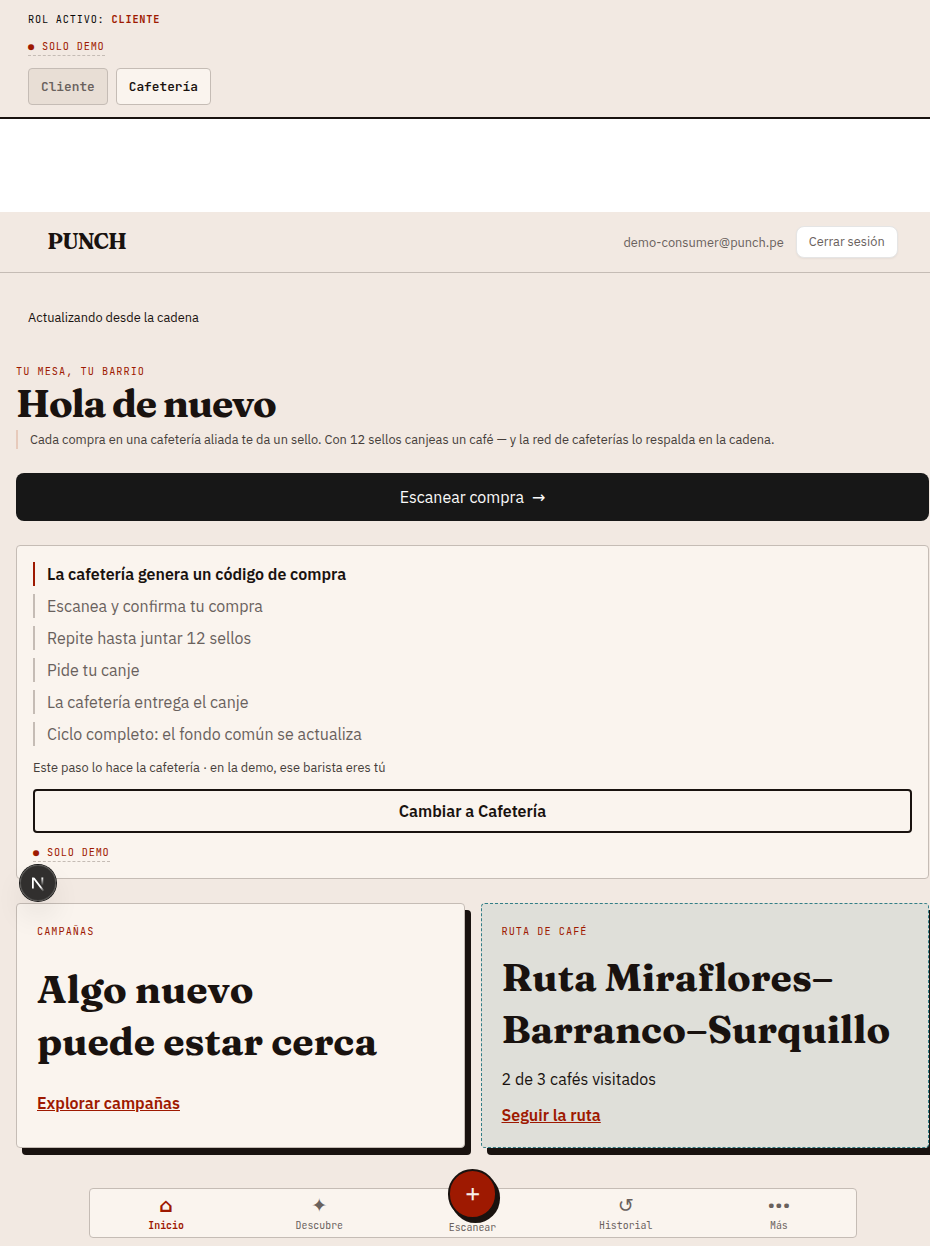 ROL ACTIVO: CLIENTE
● SOLO DEMO
Cliente
Cafetería
PUNCH
demo-consumer@punch.pe
Cerrar sesión
Actualizando desde la cadena
TU MESA, TU BARRIO
Hola de nuevo
Cada compra en una cafetería aliada te da un sello. Con 12 sellos canjeas un café — y la red de cafeterías lo respalda en la cadena.
Escanear compra →
La cafetería genera un código de compra
Escanea y confirma tu compra
Repite hasta juntar 12 sellos
Pide tu canje
La cafetería entrega el canje
Ciclo completo: el fondo común se actualiza
Este paso lo hace la cafetería · en la demo, ese barista eres tú
Cambiar a Cafetería
● SOLO DEMO
N
CAMPAÑAS
Algo nuevo
puede estar cerca
Explorar campañas
RUTA DE CAFÉ
Ruta Miraflores–
Barranco–Surquillo
2 de 3 cafés visitados
Seguir la ruta
Inicio
Descubre
+
Escanear
Historial
Más